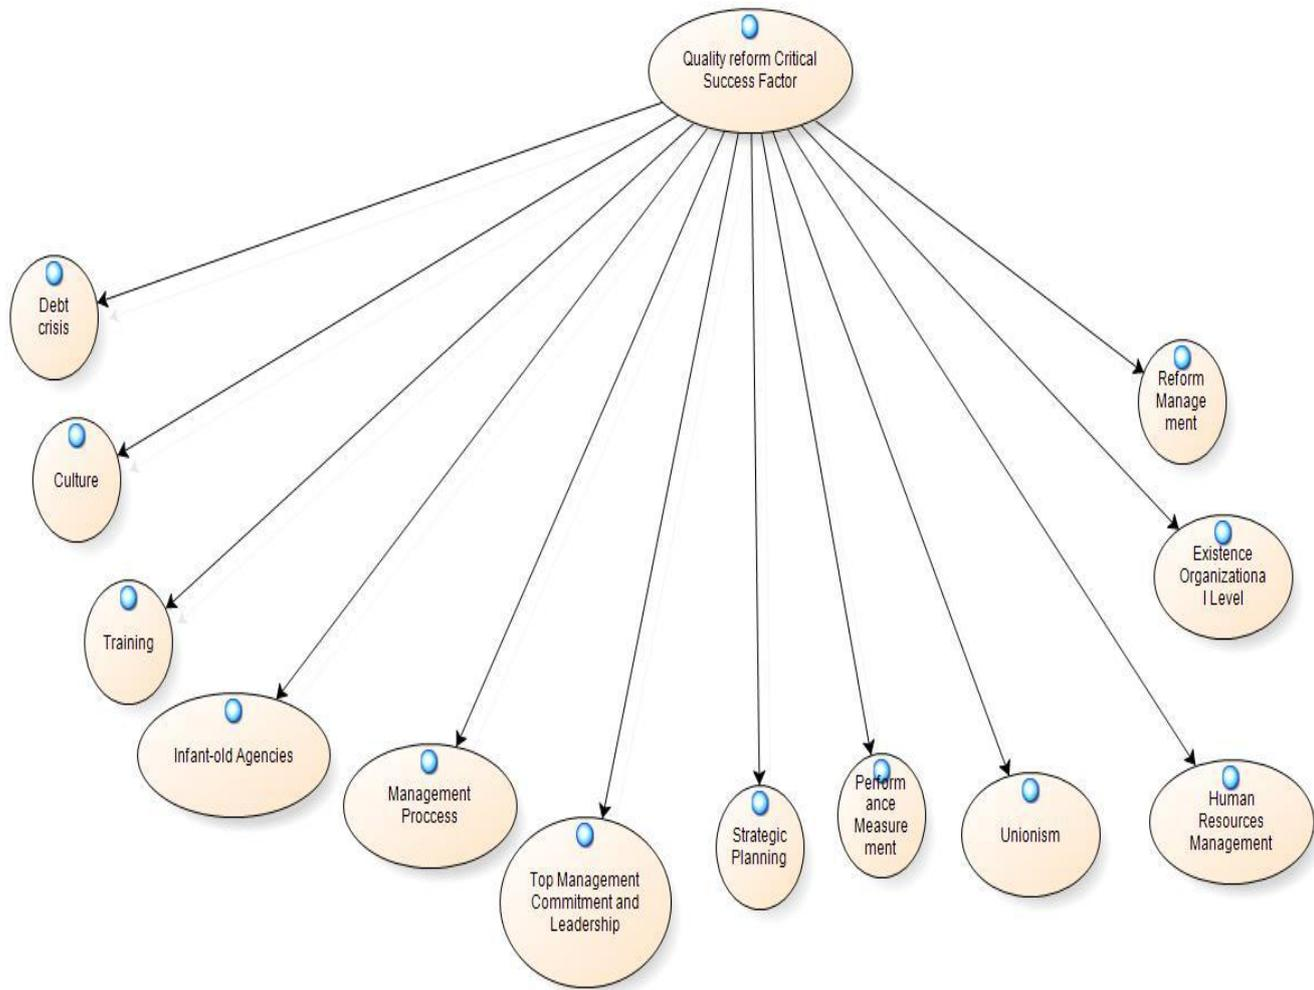 Quality reform Critical
Success Factor
Debt
crisis
Culture
Training
Infant-old Agencies
Management
Proccess
Top Management
Commitment and
Leadership
Strategic
Planning
Perform
ance
Measure
ment
Unionism
Human
Resources
Management
Existence
Organizationa
l Level
Reform
Manage
ment